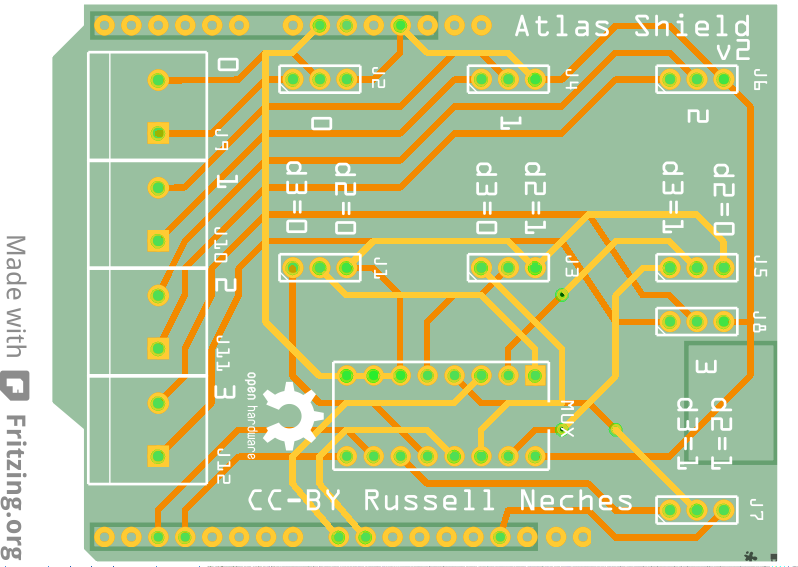 Atlas Shield
v2
0
J2
J4
J6
J9
0
1
2
1
d3=0
d2=0
d3=0
d2=1
d3=1
d2=0
J10
J1
J3
J5
2
J8
J11
3
3
open hardware
MUX
d3=1
d2=1
J12
CC-BY Russell Neches
J7
Made with
Fritzing.org